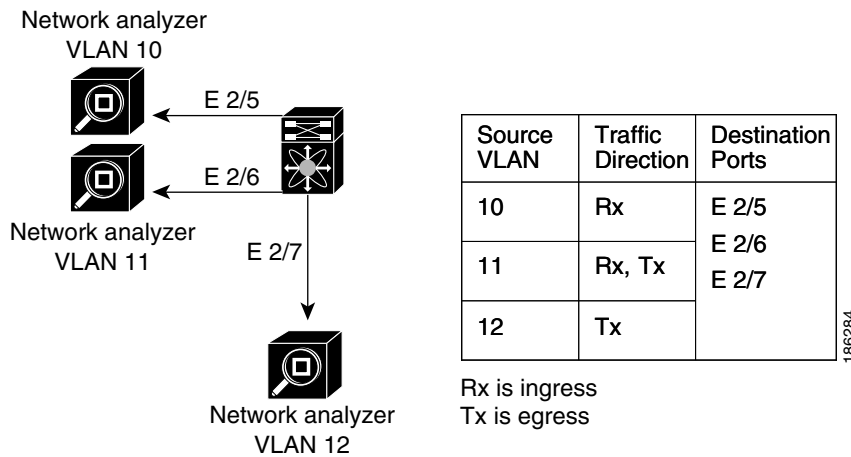 Network analyzer
VLAN 10
E 2/5
E 2/6
Network analyzer
VLAN 11
E 2/7
Network analyzer
VLAN 12
Source VLAN
Traffic Direction
Destination Ports
10
Rx
E 2/5
E 2/6
E 2/7
11
Rx, Tx
12
Tx
186284
Rx is ingress
Tx is egress